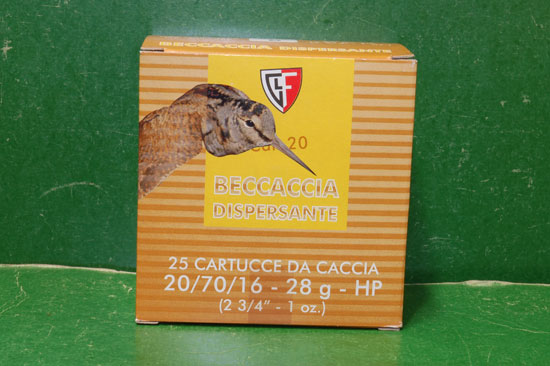 BECCACCIA DISPERSANTE
Cal. 20
BECCACCIA
DISPERSANTE
25 CARTUCCE DA CACCIA
20/70/16 - 28 g - HP
(2 3/4" - 1 oz.)